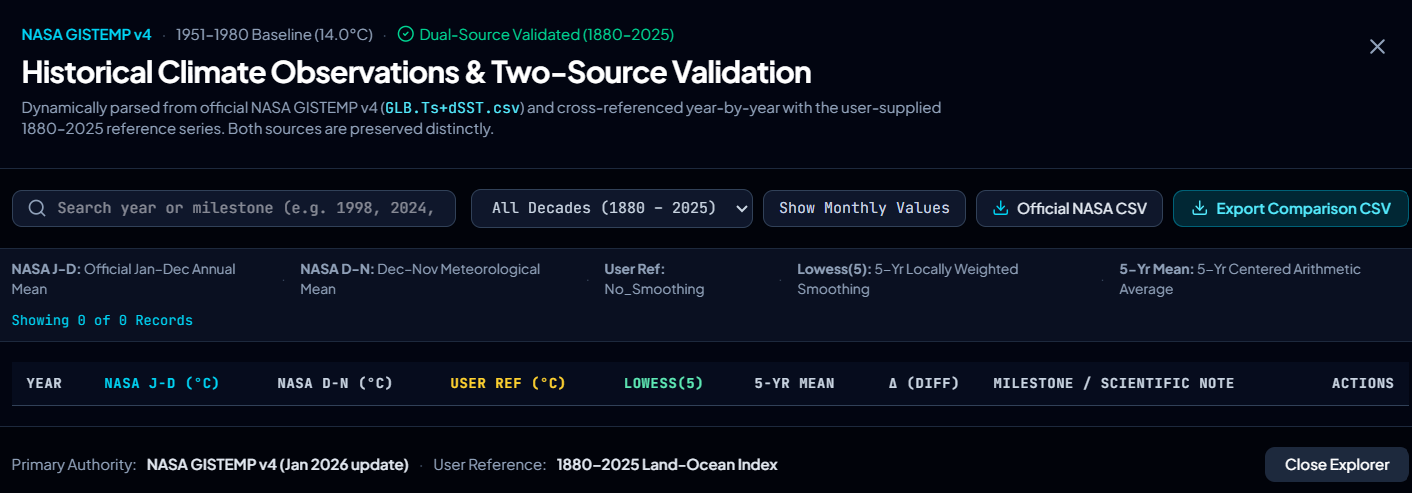 NASA GISTEMP v4 · 1951–1980 Baseline (14.0°C) · Dual-Source Validated (1880–2025)
Historical Climate Observations & Two-Source Validation
Dynamically parsed from official NASA GISTEMP v4 (GLB.Ts+dSST.csv) and cross-referenced year-by-year with the user-supplied
1880–2025 reference series. Both sources are preserved distinctly.
Search year or milestone (e.g. 1998, 2024,
All Decades (1880 – 2025)
Show Monthly Values
Official NASA CSV
Export Comparison CSV
NASA J-D: Official Jan–Dec Annual
Mean
·
NASA D-N: Dec–Nov Meteorological
Mean
·
User Ref:
No_Smoothing
·
Lowess(5): 5-Yr Locally Weighted
Smoothing
·
5-Yr Mean: 5-Yr Centered Arithmetic
Average
Showing 0 of 0 Records
YEAR NASA J-D (°C) NASA D-N (°C) USER REF (°C) LOWESS(5) 5-YR MEAN Δ (DIFF) MILESTONE / SCIENTIFIC NOTE ACTIONS
Primary Authority: NASA GISTEMP v4 (Jan 2026 update) · User Reference: 1880–2025 Land-Ocean Index
Close Explorer